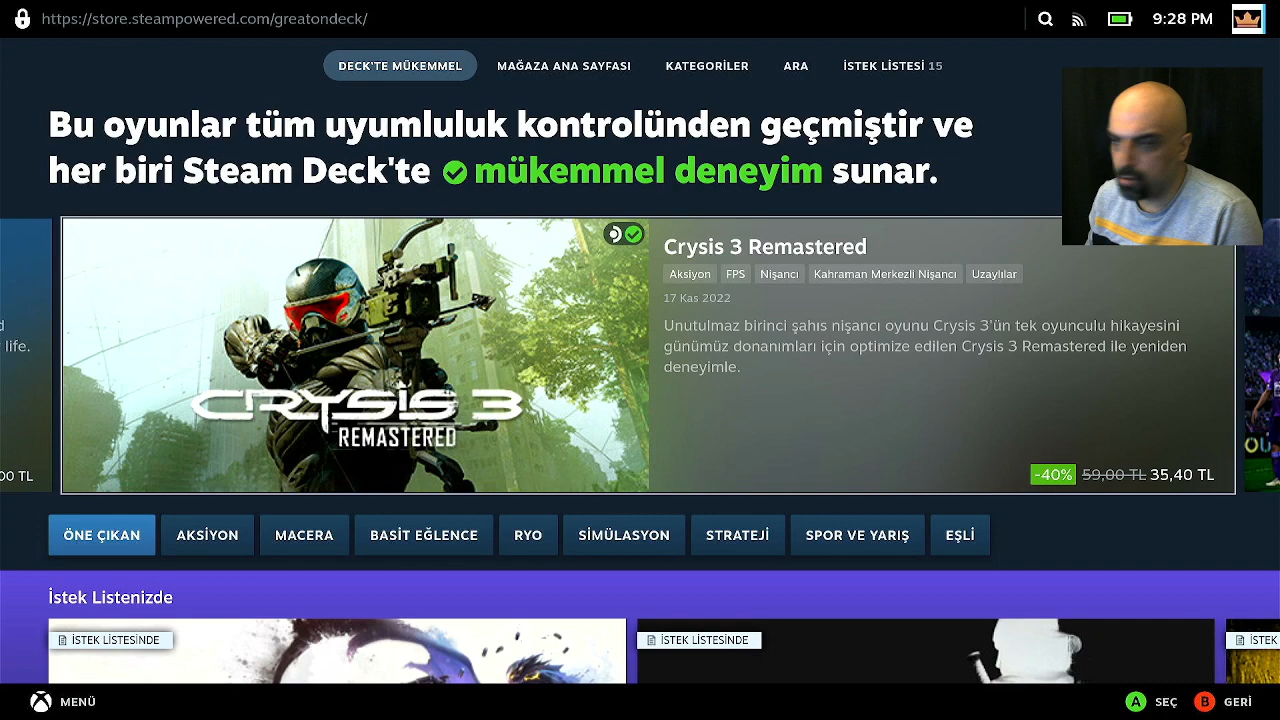 https://store.steampowered.com/greatondeck/
9:28 PM
DECK'TE MÜKEMMEL
MAĞAZA ANA SAYFASI
KATEGORİLER
ARA
İSTEK LİSTESİ 15
Bu oyunlar tüm uyumluluk kontrolünden geçmiştir ve
her biri Steam Deck'te mükemmel deneyim sunar.
life.
00 TL
CRYSIS 3
REMASTERED
Crysis 3 Remastered
Aksiyon FPS Nişancı Kahraman Merkezli Nişancı Uzaylılar
17 Kas 2022
Unutulmaz birinci şahıs nişancı oyunu Crysis 3'ün tek oyunculu hikayesini
günümüz donanımları için optimize edilen Crysis 3 Remastered ile yeniden
deneyimle.
-40% 59,00 TL 35,40 TL
ÖNE ÇIKAN
AKSİYON
MACERA
BASİT EĞLENCE
RYO
SİMÜLASYON
STRATEJİ
SPOR VE YARIŞ
EŞLİ
İstek Listenizde
İSTEK LİSTESİNDE
İSTEK LİSTESİNDE
İSTEK
MENÜ
A SEÇ
B GERİ